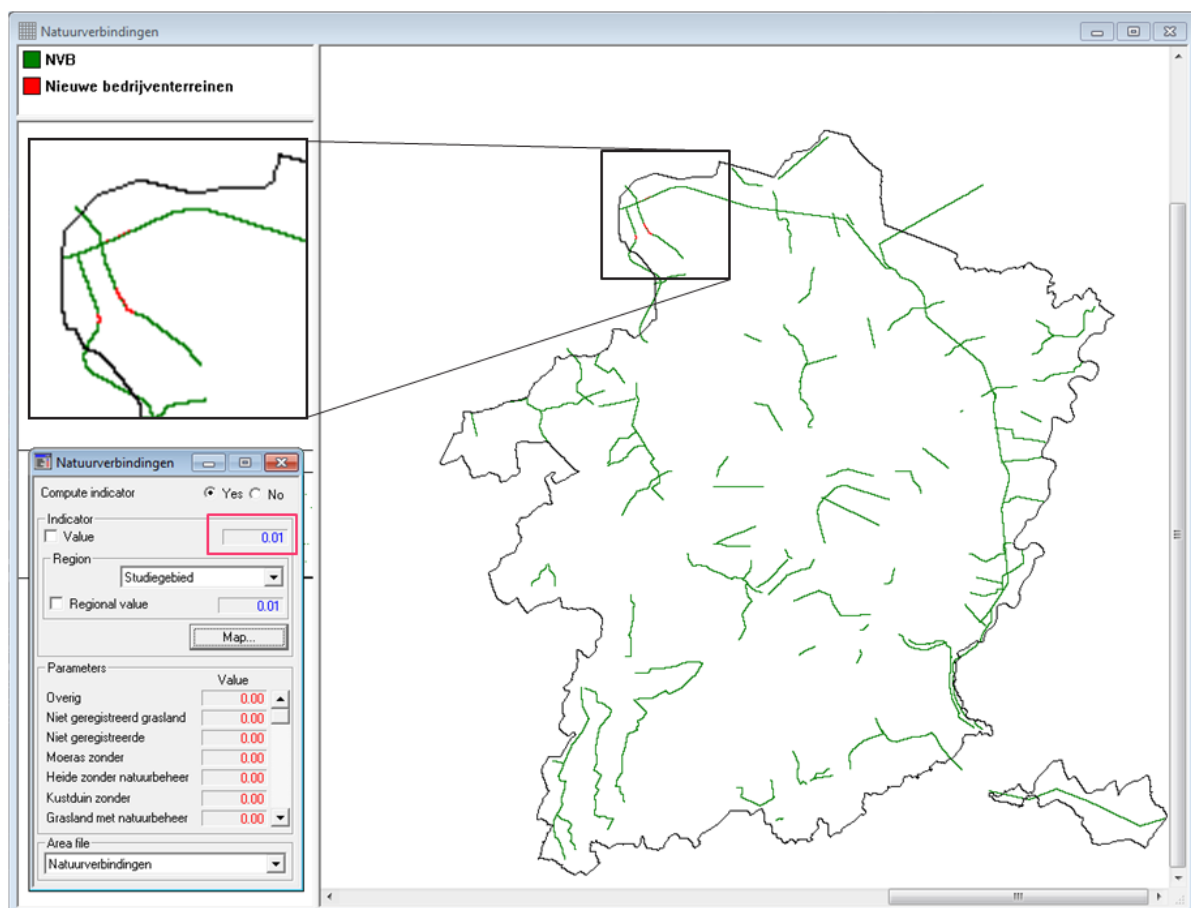 Natuurverbindingen
NVB
Nieuwe bedrijventerreinen
Natuurverbindingen
Compute indicator Yes No
Indicator
Value 0.01
Region
Studiegebied
Regional value 0.01
Map...
Parameters
Value
Overig 0.00
Niet geregistreerd grasland 0.00
Niet geregistreerde 0.00
Moeras zonder 0.00
Heide zonder natuurbeheer 0.00
Kustduin zonder 0.00
Grasland met natuurbeheer 0.00
Area file
Natuurverbindingen